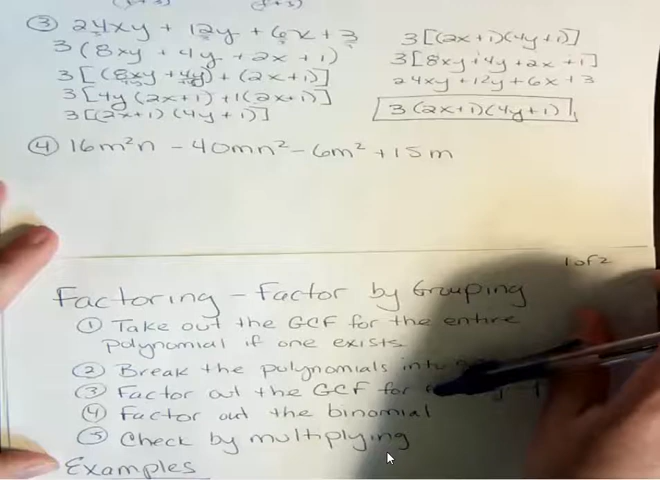 ③ 24xy + 12y + 6x + 3
3 (8xy + 4y + 2x + 1)
3 [(8xy + 4y) + (2x + 1)]
3 [4y (2x + 1) + 1 (2x + 1)]
3 [(2x + 1) (4y + 1)]
3 [(2x + 1)(4y + 1)]
3 [8xy + 4y + 2x + 1]
24xy + 12y + 6x + 3
3 (2x + 1)(4y + 1)
④ 16m²n - 40mn² - 6m² + 15m
1 of 2
Factoring - Factor by Grouping
① Take out the GCF for the entire
polynomial if one exists.
② Break the polynomials into
③ Factor out the GCF for
④ Factor out the binomial
⑤ Check by multiplying
Examples